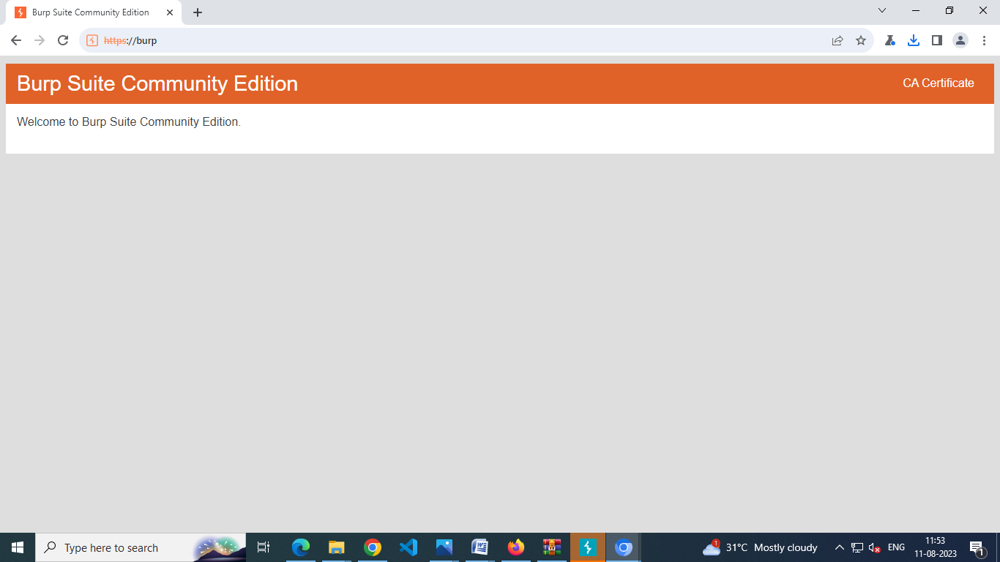 Burp Suite Community Edition
https://burp
Burp Suite Community Edition
CA Certificate
Welcome to Burp Suite Community Edition.
Type here to search
1
31°C Mostly cloudy
ENG
11:53
11-08-2023
1